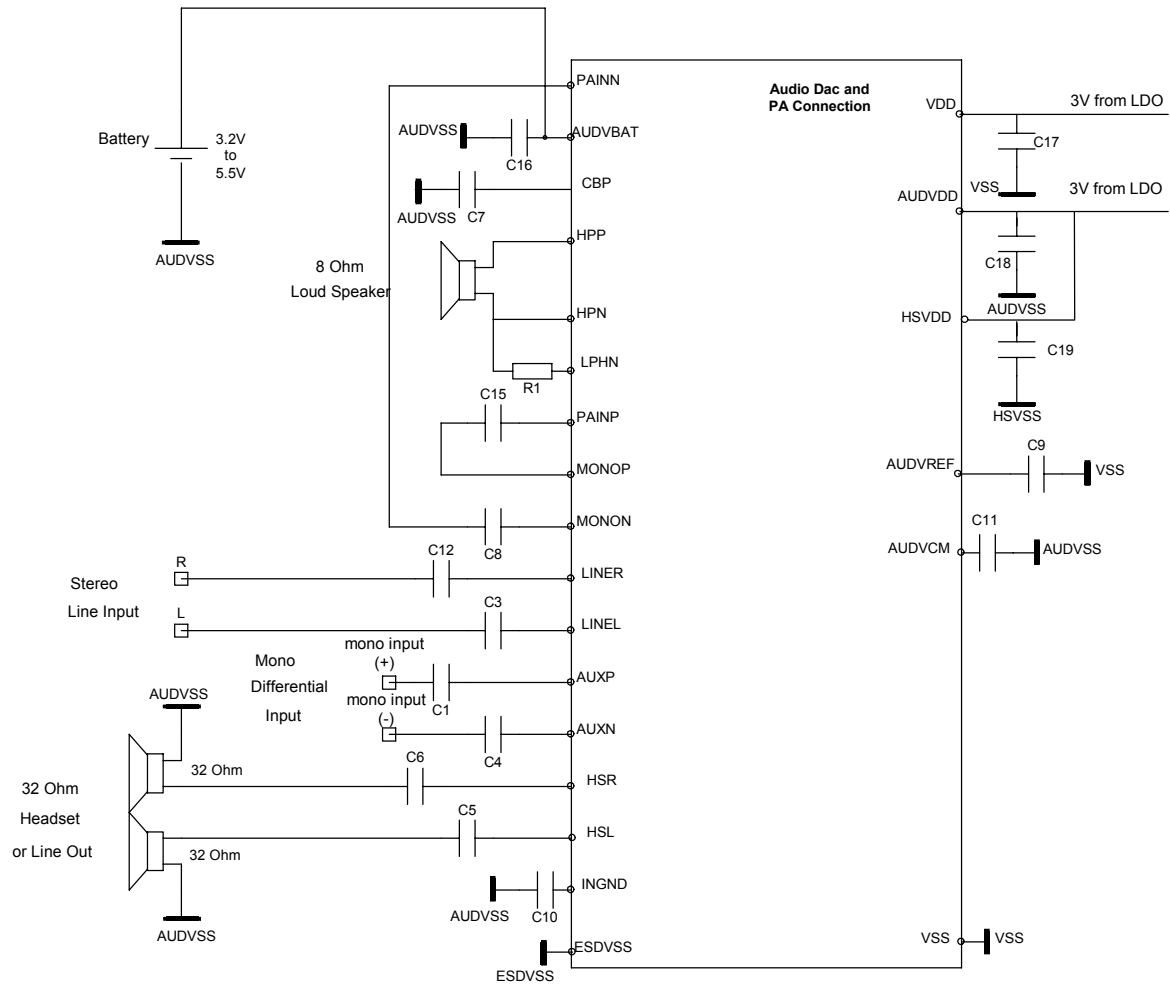 PAINN
Audio Dac and
PA Connection
VDD
3V from LDO
Battery
3.2V
to
5.5V
AUDVSS
AUDVBAT
C16
C17
CBP
VSS
3V from LDO
AUDVSS
C7
AUDVDD
HPP
AUDVSS
C18
8 Ohm
Loud Speaker
AUDVSS
HPN
HSVDD
C19
LPHN
R1
C15
HSVSS
PAINP
C9
AUDVREF
VSS
MONOP
C11
MONON
C8
AUDVCM
AUDVSS
C12
R
LINER
Stereo
Line Input
L
C3
LINEL
mono input
(+)
Mono
Differential
Input
AUXP
C1
mono input
(-)
AUDVSS
AUXN
C4
C6
32 Ohm
HSR
32 Ohm
Headset
or Line Out
C5
HSL
32 Ohm
INGND
AUDVSS
C10
AUDVSS
ESDVSS
ESDVSS
VSS
VSS